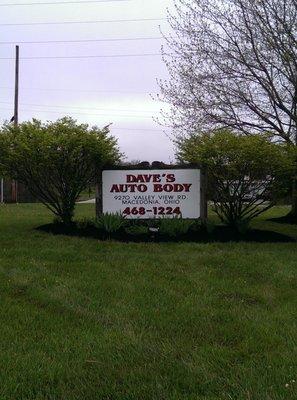 DAVE'S
AUTO BODY
9270 VALLEY VIEW RD.
MACEDONIA, OHIO
468-1224